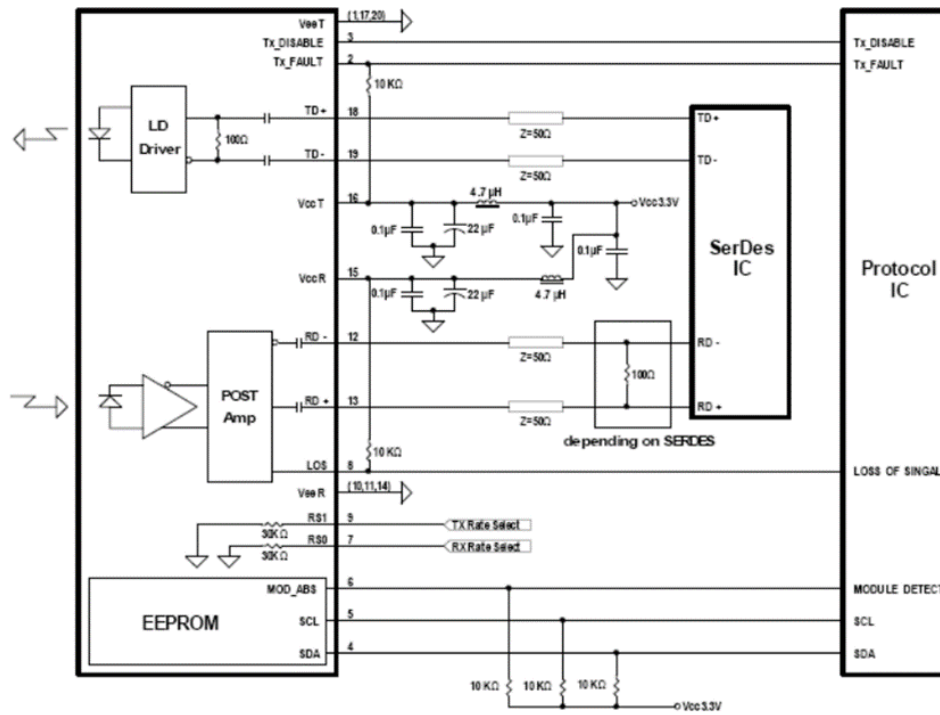 VeeT (1,17,20)
Tx_DISABLE 3 Tx_DISABLE
Tx_FAULT 2 Tx_FAULT
10 KΩ
TD+ 18 TD+
LD
Driver
100Ω
Z=50Ω
TD- 19 TD-
Z=50Ω
4.7 µH
VccT 16 Vcc3.3V
0.1µF 22 µF 0.1µF
0.1µF
SerDes
IC
Protocol
IC
VccR 15
0.1µF 22 µF 4.7 µH
RD - 12 RD -
Z=50Ω
100Ω
POST
Amp
RD + 13 RD +
Z=50Ω
depending on SERDES
10 KΩ
LOS 8 LOSS OF SINGAL
VeeR (10,11,14)
RS1 9 TX Rate Select
30KΩ
RS0 7 RX Rate Select
30KΩ
MOD_ABS 6 MODULE DETECT
EEPROM
SCL 5 SCL
SDA 4 SDA
10 KΩ 10 KΩ 10 KΩ
Vcc3.3V